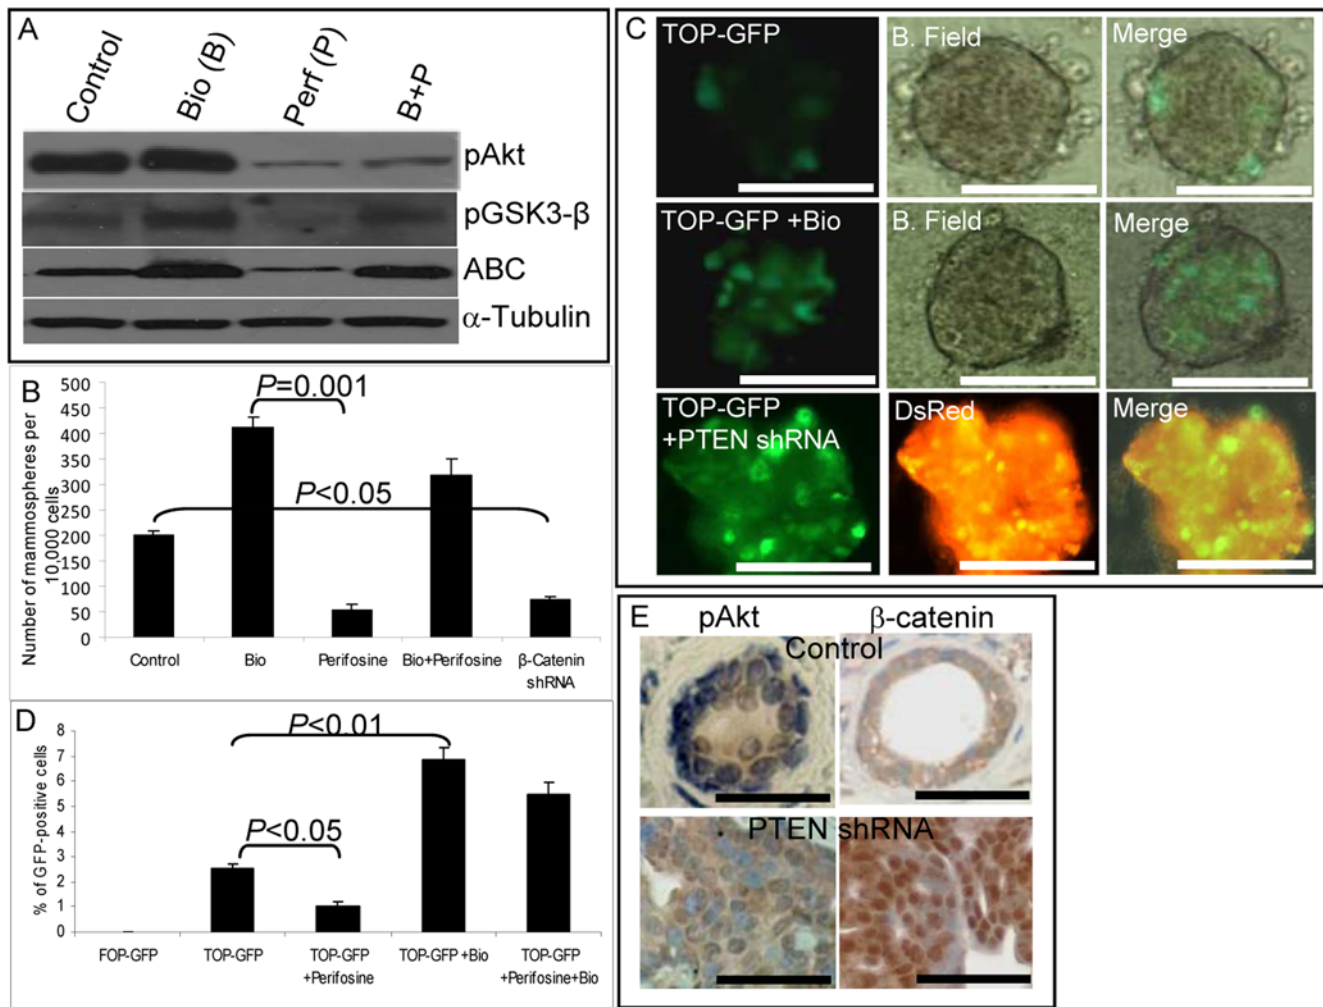 A
Control
Bio (B)
Perf (P)
B+P
pAkt
pGSK3-β
ABC
α-Tubulin
B
Number of mammospheres per
10,000 cells
500
450
400
350
300
250
200
150
100
50
0
P=0.001
P<0.05
Control
Bio
Perifosine
Bio+Perifosine
β-Catenin
shRNA
C
TOP-GFP
B. Field
Merge
TOP-GFP +Bio
B. Field
Merge
TOP-GFP
+PTEN shRNA
DsRed
Merge
D
% of GFP-positive cells
8
7
6
5
4
3
2
1
0
P<0.01
P<0.05
FOP-GFP
TOP-GFP
TOP-GFP
+Perifosine
TOP-GFP +Bio
TOP-GFP
+Perifosine+Bio
E
pAkt
β-catenin
Control
PTEN shRNA